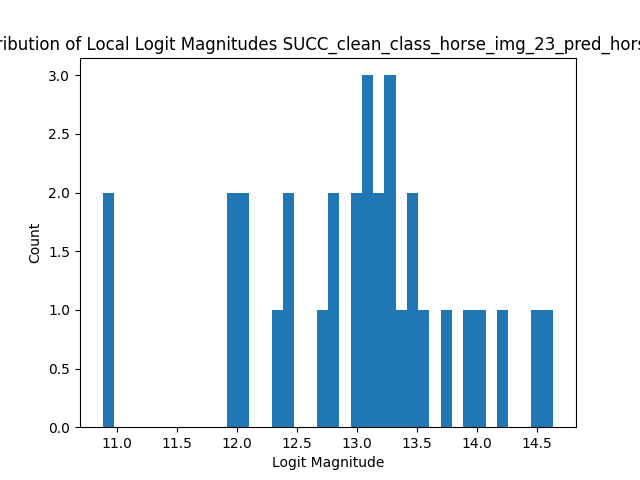 ribution of Local Logit Magnitudes SUCC_clean_class_horse_img_23_pred_hors
3.0
2.5
2.0
1.5
1.0
0.5
0.0
Count
11.0 11.5 12.0 12.5 13.0 13.5 14.0 14.5
Logit Magnitude